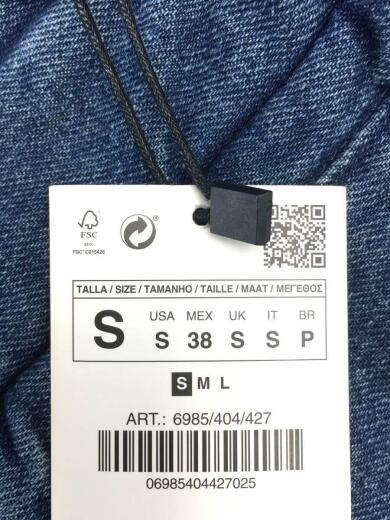 FSC
MIX
FSC® C015426
®
TALLA / SIZE / TAMANHO / TAILLE / MAAT / ΜΕΓΕΘΟΣ
S
USA MEX UK IT BR
S 38 S S P
S M L
ART.: 6985/404/427
06985404427025